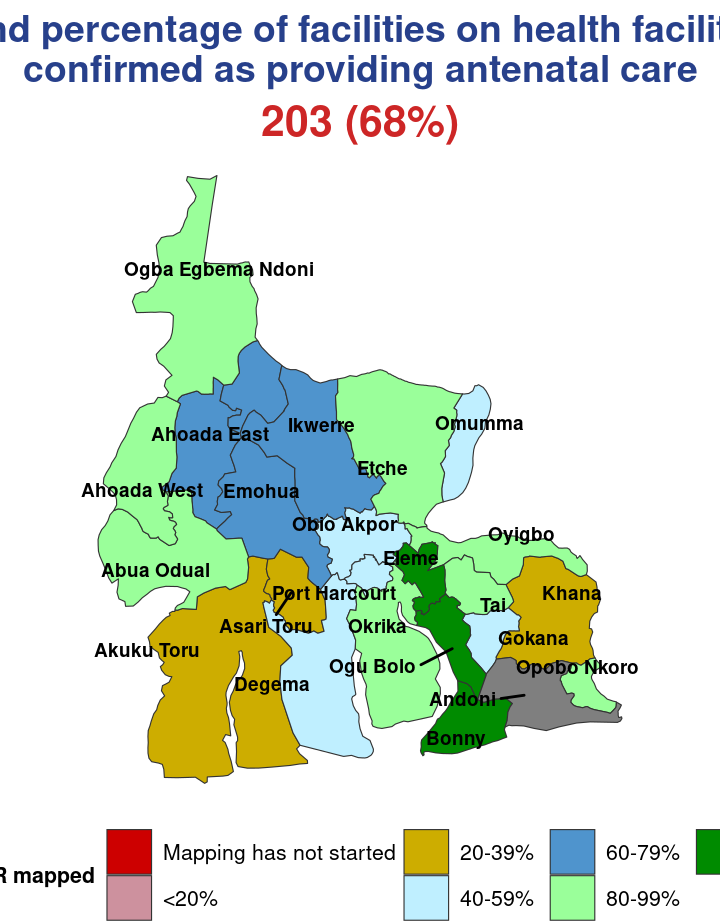 percentage of facilities on health
confirmed as providing antenatal care
203 (68%)
Ogba Egbema Ndoni
Omumma
Ikwerre
Ahoada East
Etche
Ahoada West
Emohua
Obio Akpor
Oyigbo
Eleme
Abua Odual
Port Harcourt
Khana
Tai
Asari Toru
Okrika
Gokana
Akuku Toru
Ogu Bolo
Opobo Nkoro
Degema
Andoni
Bonny
Mapping has not started
20-39%
60-79%
mapped
<20%
40-59%
80-99%